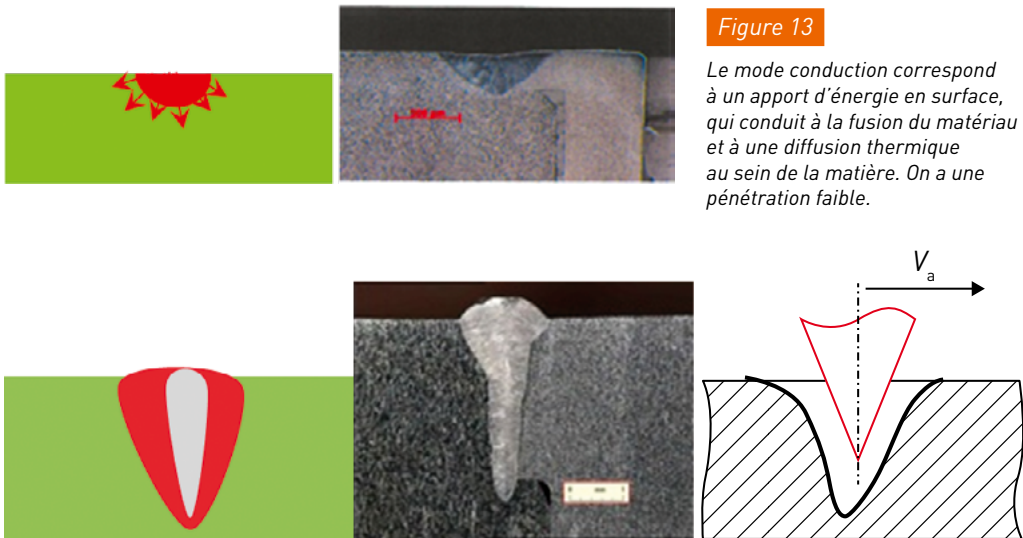 Figure 13
Le mode conduction correspond
à un apport d’énergie en surface,
qui conduit à la fusion du matériau
et à une diffusion thermique
au sein de la matière. On a une
pénétration faible.
Va